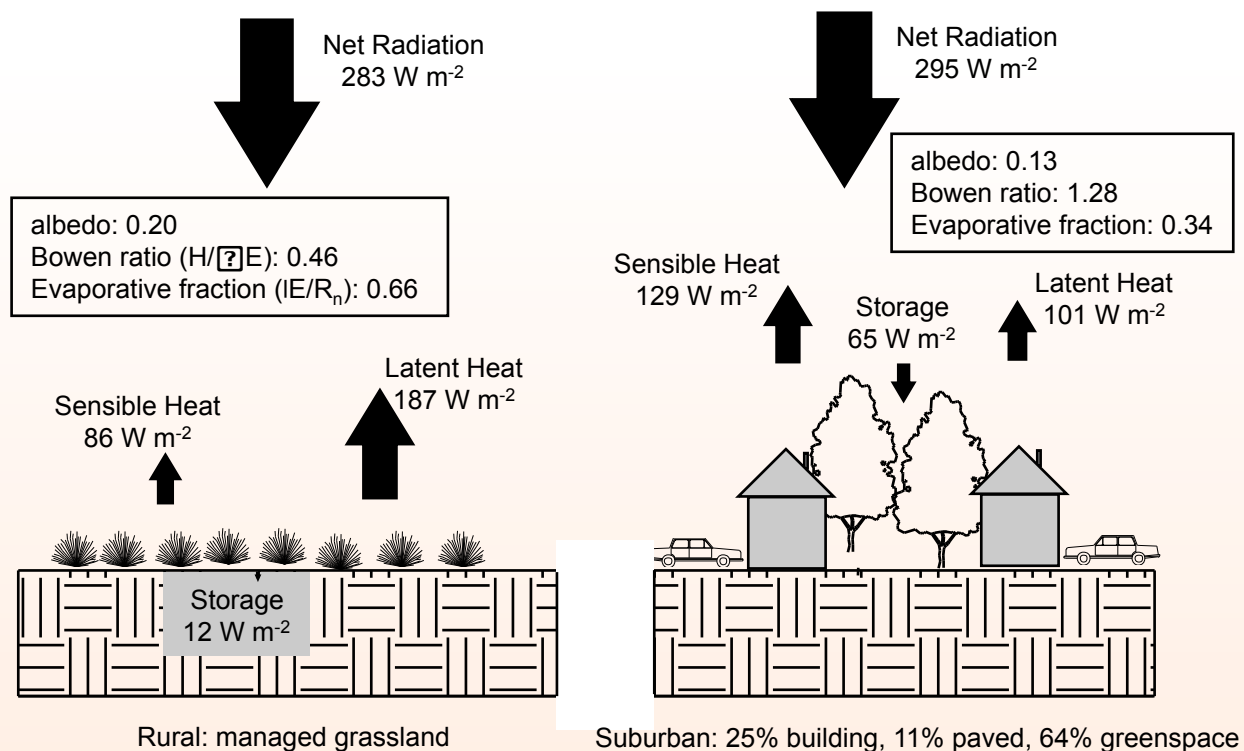 Net Radiation
283 W m-2
albedo: 0.20
Bowen ratio (H/⍰E): 0.46
Evaporative fraction (lE/Rn): 0.66
Sensible Heat
86 W m-2
Latent Heat
187 W m-2
Storage
12 W m-2
Rural: managed grassland
Net Radiation
295 W m-2
albedo: 0.13
Bowen ratio: 1.28
Evaporative fraction: 0.34
Sensible Heat
129 W m-2
Storage
65 W m-2
Latent Heat
101 W m-2
Suburban: 25% building, 11% paved, 64% greenspace